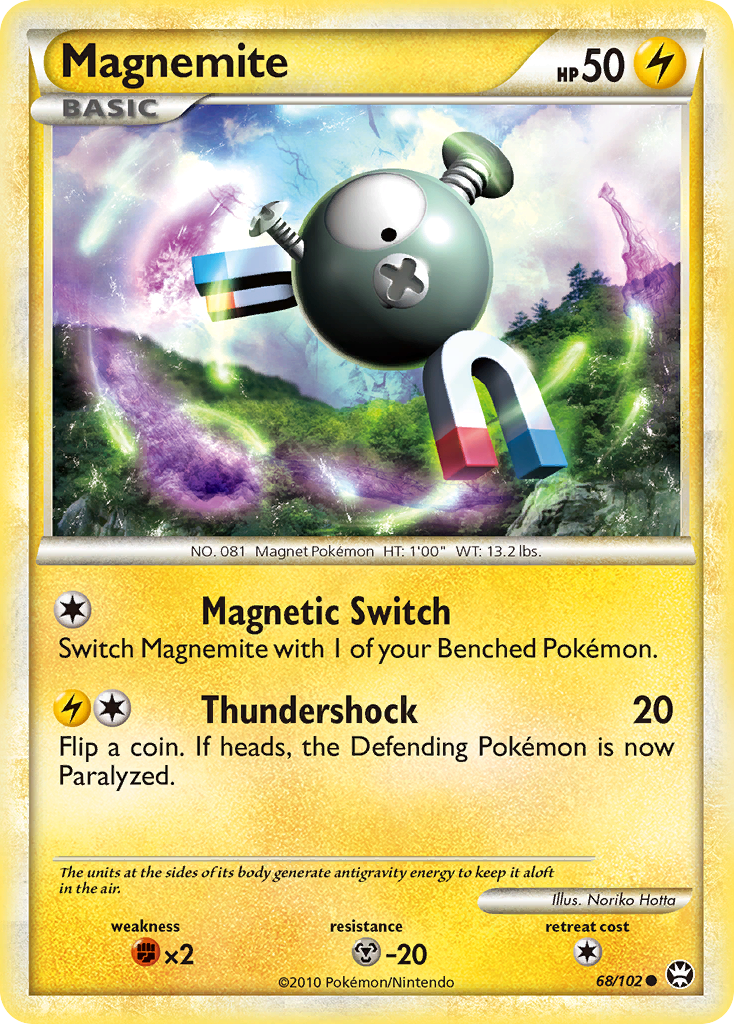 Magnemite
HP 50
BASIC
NO. 081 Magnet Pokémon HT: 1'00" WT: 13.2 lbs.
Magnetic Switch
Switch Magnemite with 1 of your Benched Pokémon.
Thundershock 20
Flip a coin. If heads, the Defending Pokémon is now
Paralyzed.
The units at the sides of its body generate antigravity energy to keep it aloft
in the air.
Illus. Noriko Hotta
weakness resistance retreat cost
×2 -20
©2010 Pokémon/Nintendo 68/102